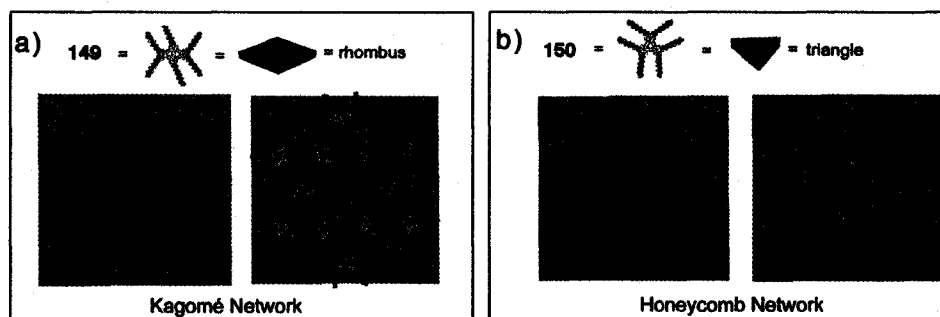 a) 149 = = = rhombus
Kagomé Network
b) 150 = = = triangle
Honeycomb Network